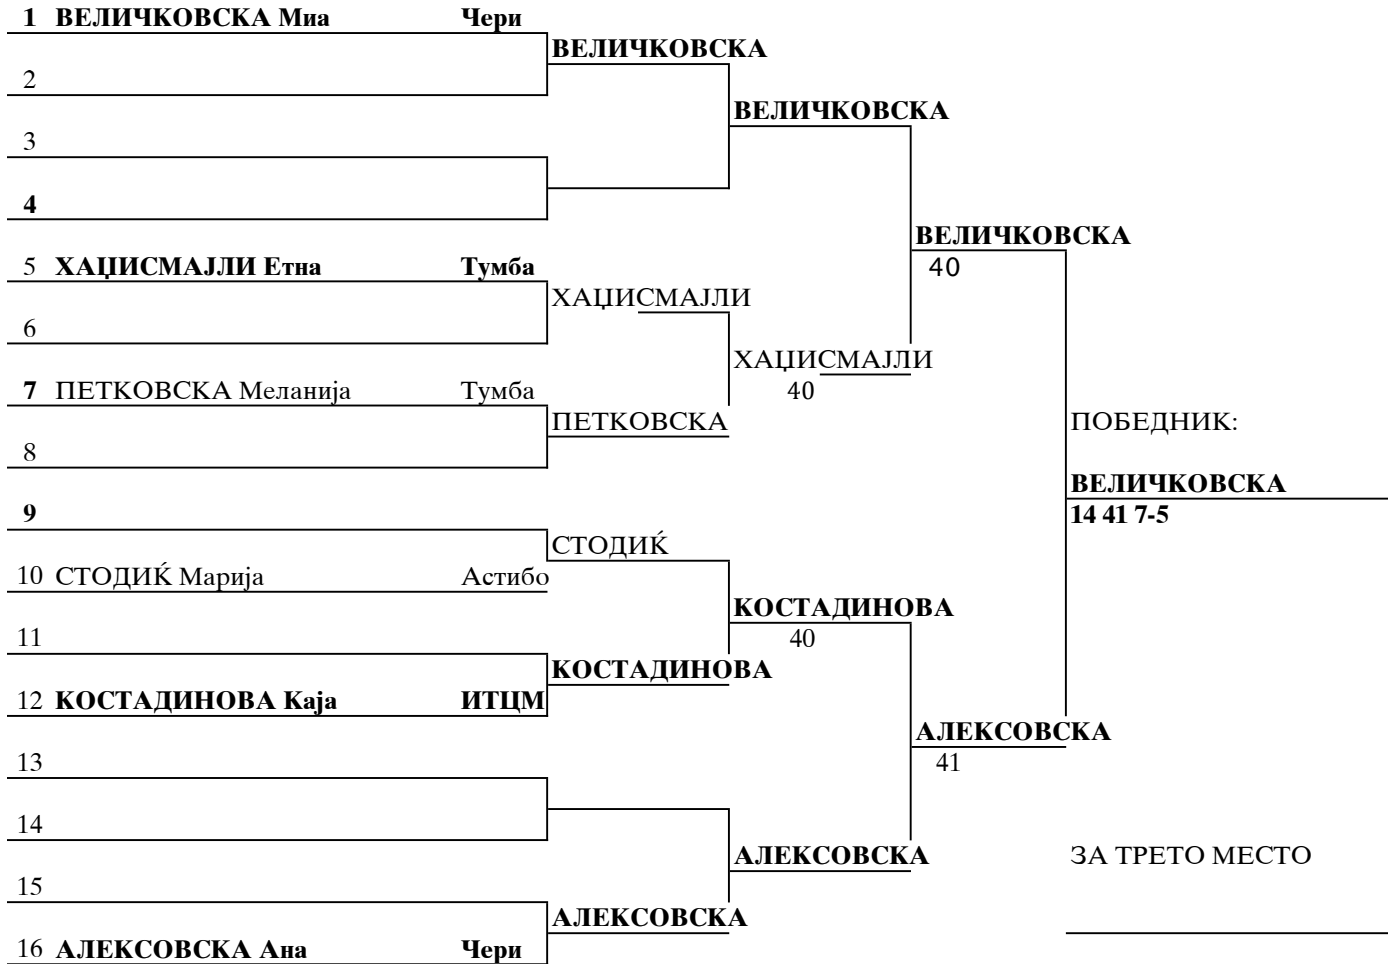 1 ВЕЛИЧКОВСКА Миа Чери
ВЕЛИЧКОВСКА
2
ВЕЛИЧКОВСКА
3
4
ВЕЛИЧКОВСКА
5 ХАЏИСМАЈЛИ Етна Тумба
40
ХАЏИСМАЈЛИ
6
ХАЏИСМАЈЛИ
7 ПЕТКОВСКА Меланија Тумба
40
ПЕТКОВСКА
ПОБЕДНИК:
8
ВЕЛИЧКОВСКА
9
14 41 7-5
СТОДИЌ
10 СТОДИЌ Марија Астибо
КОСТАДИНОВА
11
40
КОСТАДИНОВА
12 КОСТАДИНОВА Каја ИТЦМ
АЛЕКСОВСКА
13
41
14
АЛЕКСОВСКА
ЗА ТРЕТО МЕСТО
15
АЛЕКСОВСКА
16 АЛЕКСОВСКА Ана Чери